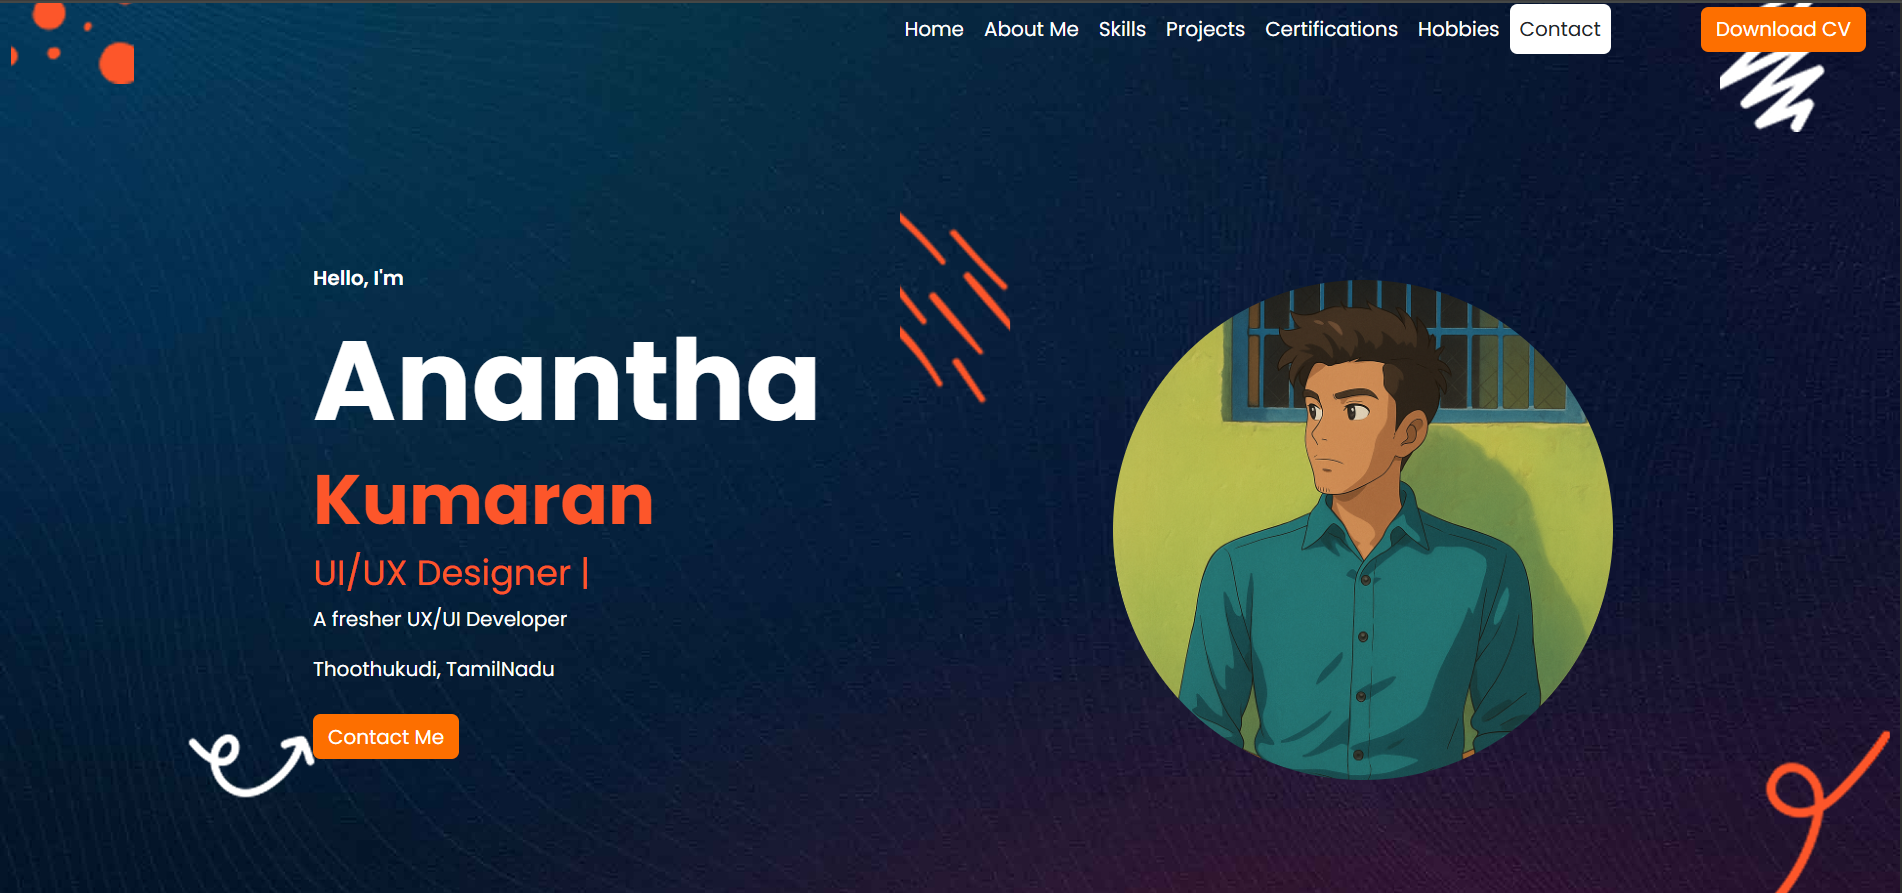 Home About Me Skills Projects Certifications Hobbies Contact Download CV
Hello, I'm
Anantha
Kumaran
UI/UX Designer |
A fresher UX/UI Developer
Thoothukudi, TamilNadu
Contact Me